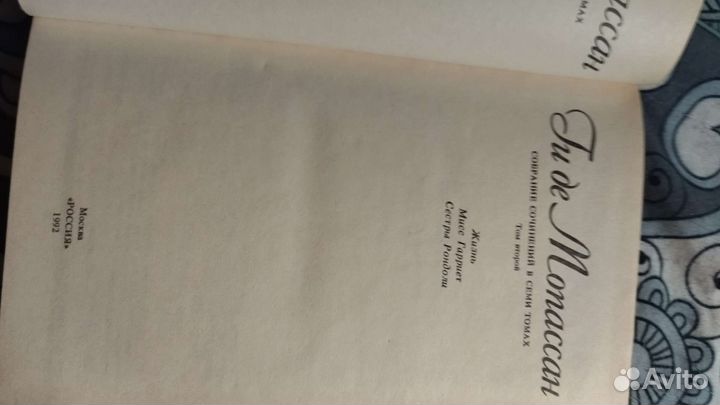 ассан
ТОМАХ
Ги де Мопассан
СОБРАНИЕ СОЧИНЕНИЙ В СЕМИ ТОМАХ
Том второй
Жизнь
Мисс Гарриет
Сестры Рондоли
Москва
«РОССИЯ»
1992
Avito